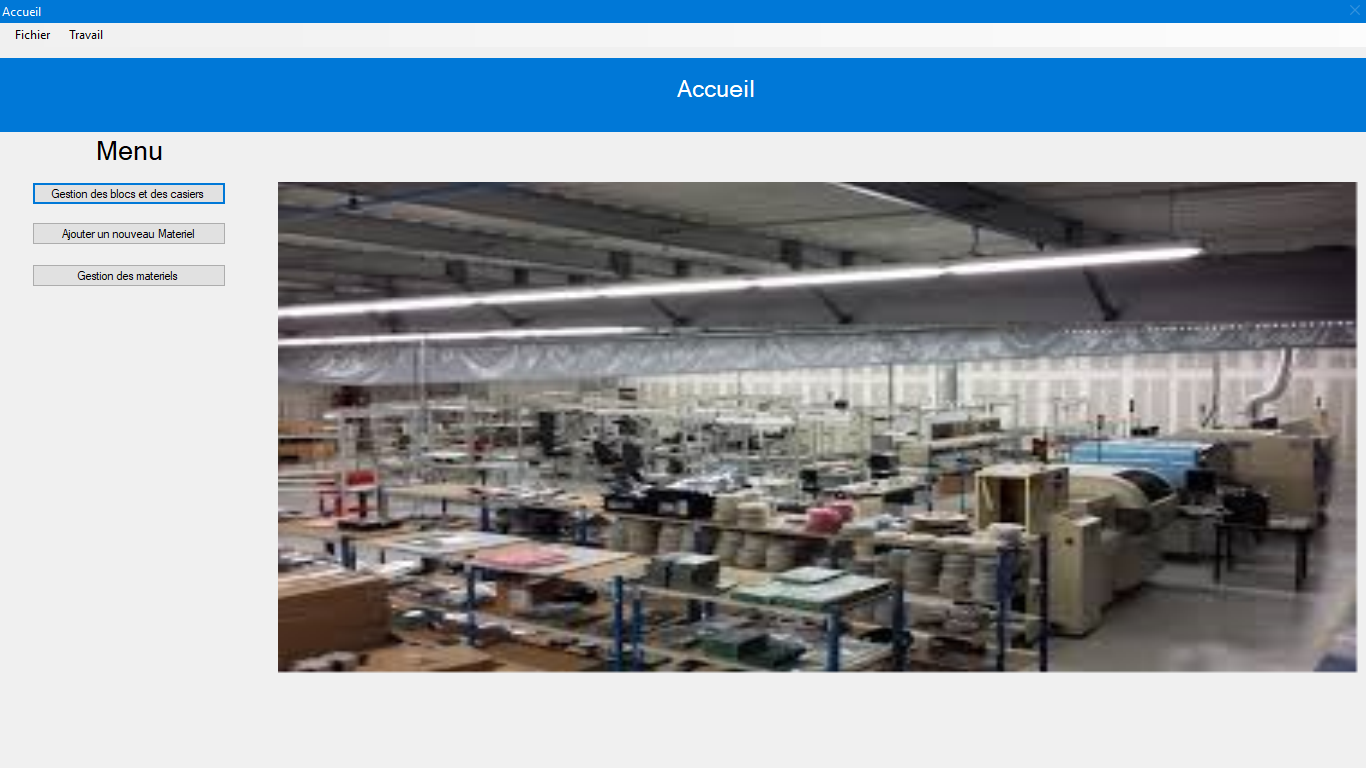 Accueil
Fichier Travail
Accueil
Menu
Gestion des blocs et des casiers
Ajouter un nouveau Materiel
Gestion des materiels